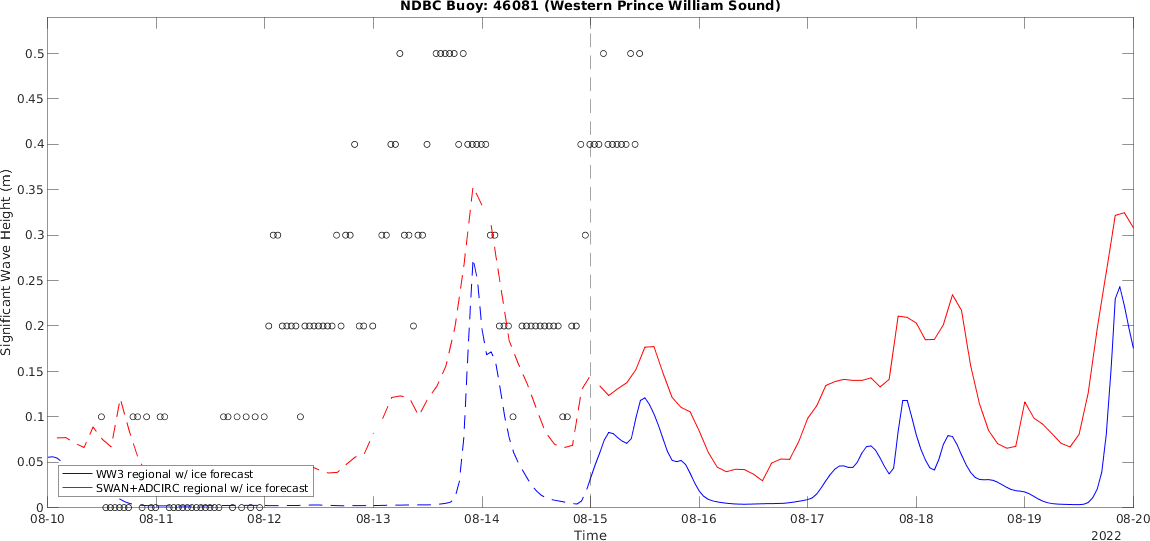 NDBC Buoy: 46081 (Western Prince William Sound)
0.5
0.45
0.4
0.35
0.3
0.25
0.2
0.15
0.1
0.05
0
Significant Wave Height (m)
WW3 regional w/ ice forecast
SWAN+ADCIRC regional w/ ice forecast
08-10 08-11 08-12 08-13 08-14 08-15 08-16 08-17 08-18 08-19 08-20
Time
2022